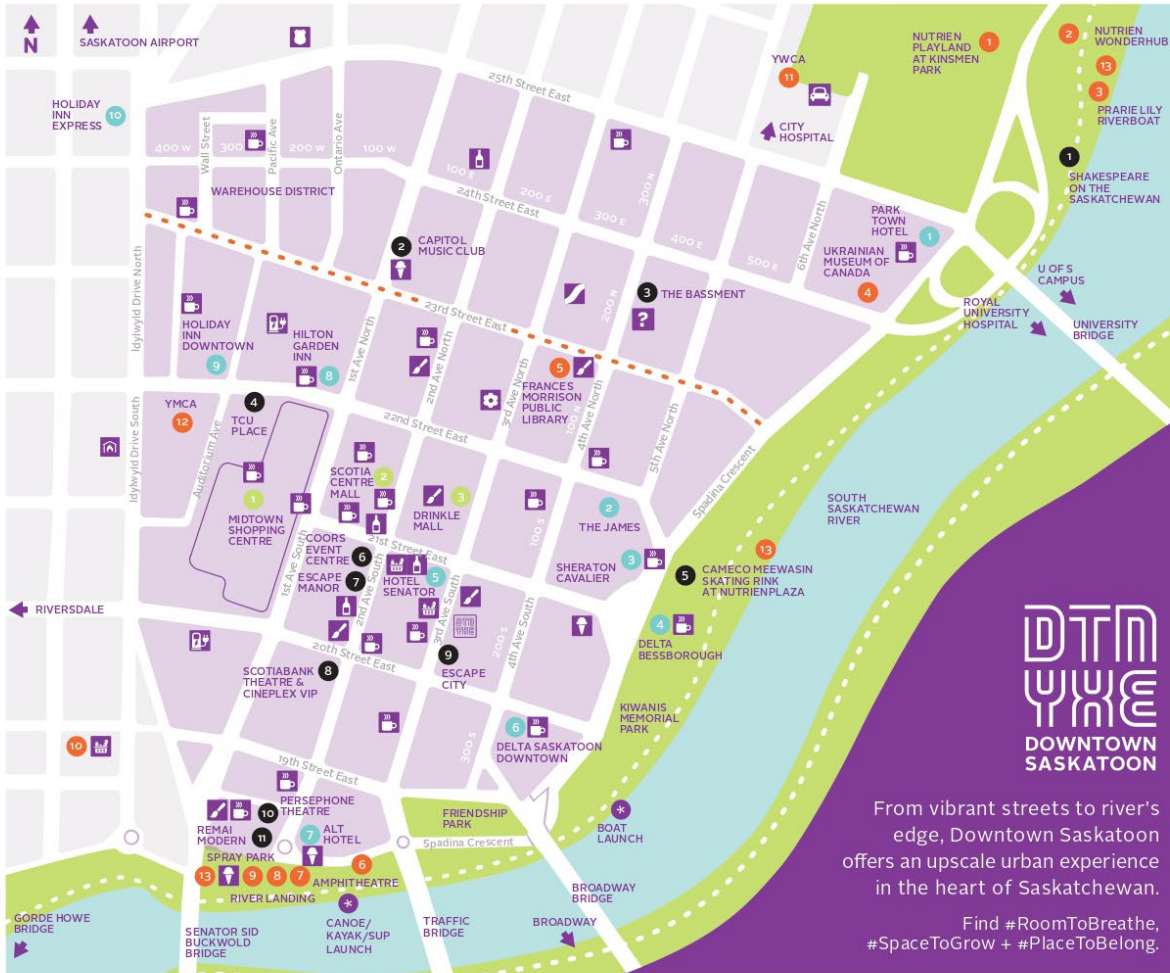 N
SASKATOON AIRPORT
HOLIDAY
INN
EXPRESS
10
YWCA
11
NUTRIEN
PLAYLAND
AT KINSMEN
PARK
1
2
NUTRIEN
WONDERHUB
13
3
PRARIE LILY
RIVERBOAT
CITY
HOSPITAL
1
SHAKESPEARE
ON THE
SASKATCHEWAN
25th Street East
Wall Street
Pacific Ave
Ontario Ave
400 W
300
200 W
100 W
100 E
200 E
300 E
300 N
400 E
500 E
WAREHOUSE DISTRICT
24th Street East
6th Ave North
PARK
TOWN
HOTEL
1
UKRAINIAN
MUSEUM OF
CANADA
4
2
CAPITOL
MUSIC CLUB
Idylwyld Drive North
3
THE BASSMENT
?
200 N
23rd Street East
U OF S
CAMPUS
ROYAL
UNIVERSITY
HOSPITAL
UNIVERSITY
BRIDGE
HOLIDAY
INN
DOWNTOWN
9
HILTON
GARDEN
INN
8
1st Ave North
2nd Ave North
3rd Ave North
5
FRANCES
MORRISON
PUBLIC
LIBRARY
100 N
4th Ave North
5th Ave North
YMCA
12
4
TCU
PLACE
22nd Street East
Idylwyld Drive South
Auditorium Ave
Spadina Crescent
SCOTIA
CENTRE
MALL
2
DRINKLE
MALL
3
1
MIDTOWN
SHOPPING
CENTRE
2
THE JAMES
100 S
SOUTH
SASKATCHEWAN
RIVER
1st Ave South
21st Street East
COORS
EVENT
CENTRE
6
ESCAPE
MANOR
7
2nd Ave South
HOTEL
SENATOR
5
3rd Ave South
SHERATON
CAVALIER
3
13
5
CAMECO MEEWASIN
SKATING RINK
AT NUTRIEN PLAZA
RIVERSDALE
DTN
YXE
200 S
4th Ave South
4
DELTA
BESSBOROUGH
20th Street East
SCOTIABANK
THEATRE &
CINEPLEX VIP
8
9
ESCAPE
CITY
KIWANIS
MEMORIAL
PARK
10
300 S
6
DELTA SASKATOON
DOWNTOWN
19th Street East
PERSEPHONE
THEATRE
10
REMAI
MODERN
11
7
ALT
HOTEL
FRIENDSHIP
PARK
Spadina Crescent
BOAT
LAUNCH
SPRAY PARK
13
9
8
7
6
AMPHITHEATRE
RIVER LANDING
GORDE HOWE
BRIDGE
SENATOR SID
BUCKWOLD
BRIDGE
CANOE/
KAYAK/SUP
LAUNCH
TRAFFIC
BRIDGE
BROADWAY
BROADWAY
BRIDGE
DTN
YXE
DOWNTOWN
SASKATOON
From vibrant streets to river's
edge, Downtown Saskatoon
offers an upscale urban experience
in the heart of Saskatchewan.
Find #RoomToBreathe,
#SpaceToGrow + #PlaceToBelong.